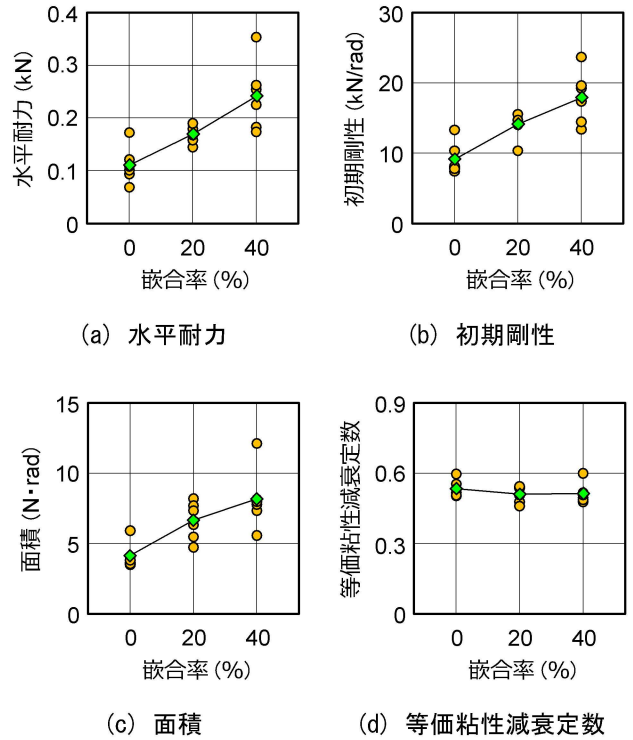 水平耐力 (kN)
0.4
0.3
0.2
0.1
0
0 20 40
嵌合率 (%)
(a) 水平耐力
初期剛性 (kN/rad)
30
20
10
0
0 20 40
嵌合率 (%)
(b) 初期剛性
面積 (N・rad)
15
10
5
0
0 20 40
嵌合率 (%)
(c) 面積
等価粘性減衰定数
0.9
0.6
0.3
0
0 20 40
嵌合率 (%)
(d) 等価粘性減衰定数